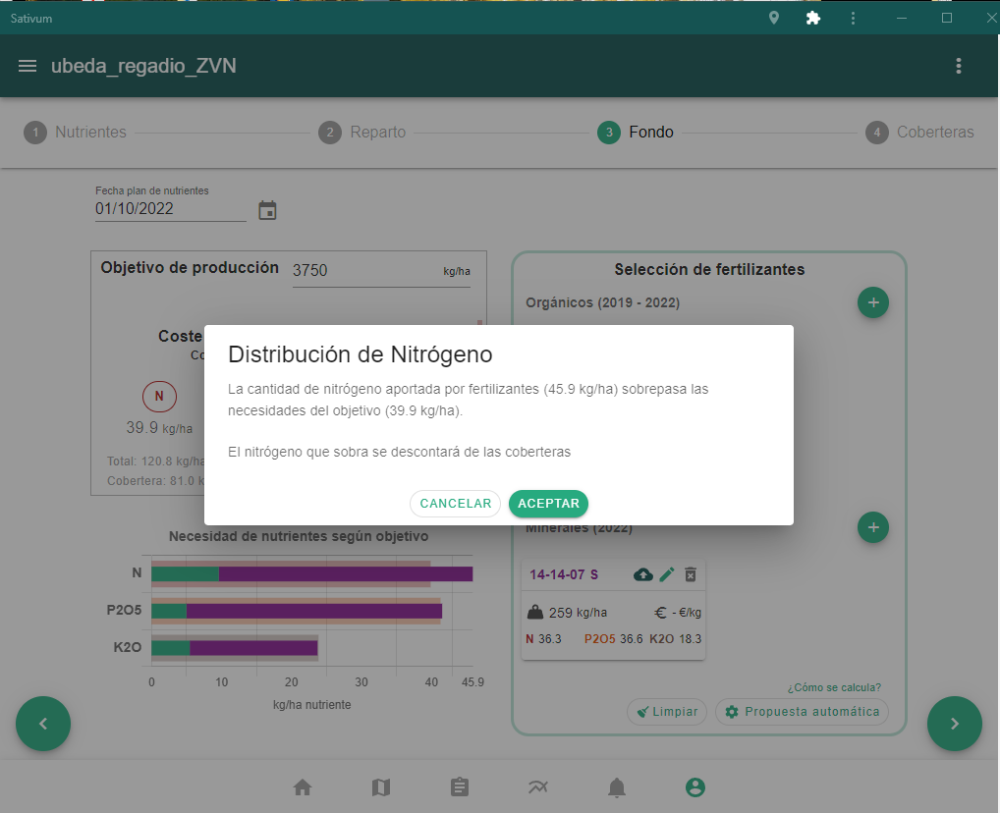 Sativum
ubeda_regadio_ZVN
1 Nutrientes
2 Reparto
3 Fondo
4 Coberteras
Fecha plan de nutrientes
01/10/2022
Objetivo de producción 3750 kg/ha
Coste
Co
N
39.9 kg/ha
Total: 120.8 kg/ha
Cobertera: 81.0 k
Selección de fertilizantes
Orgánicos (2019 - 2022)
Distribución de Nitrógeno
La cantidad de nitrógeno aportada por fertilizantes (45.9 kg/ha) sobrepasa las
necesidades del objetivo (39.9 kg/ha).
El nitrógeno que sobra se descontará de las coberteras
CANCELAR ACEPTAR
Necesidad de nutrientes según objetivo
N
P2O5
K2O
0 10 20 30 40 45.9
kg/ha nutriente
Minerales (2022)
14-14-07 S
259 kg/ha € - €/kg
N 36.3 P2O5 36.6 K2O 18.3
¿Cómo se calcula?
Limpiar Propuesta automática